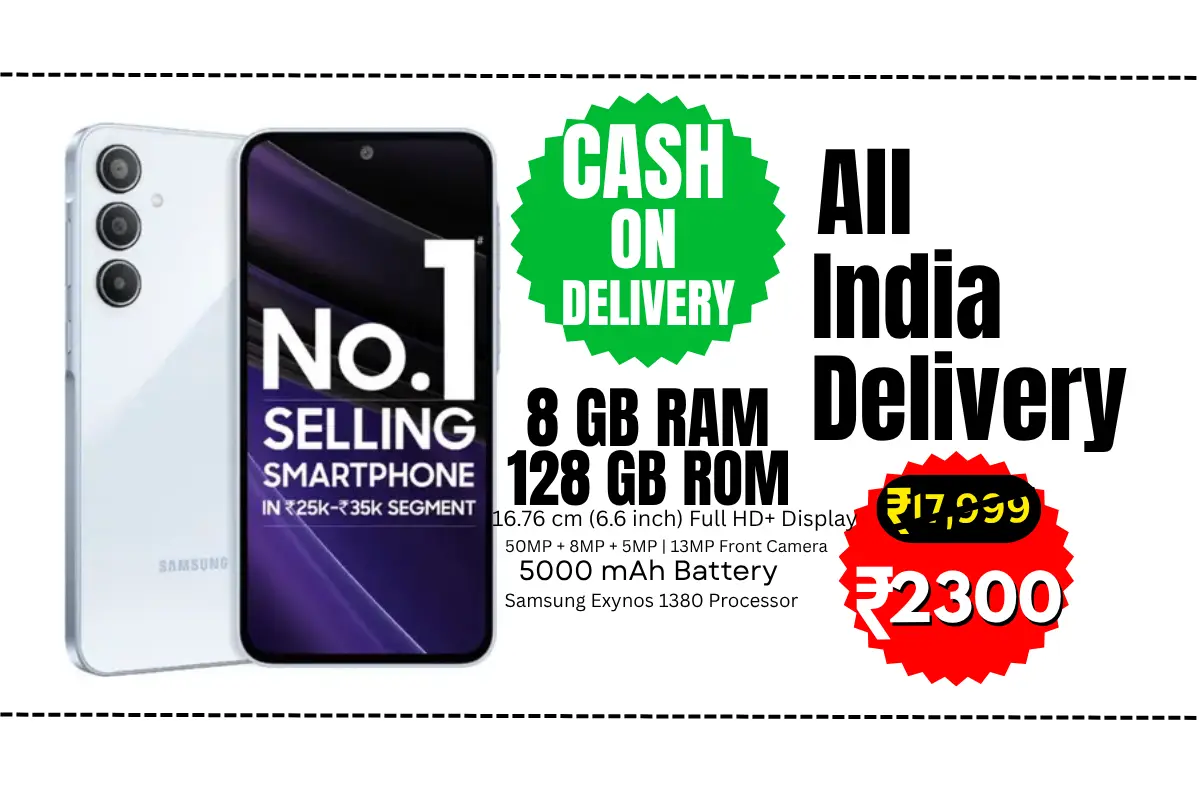 No.1#
SELLING
SMARTPHONE
IN ₹25k-₹35k SEGMENT
SAMSUNG
CASH
ON
DELIVERY
8 GB RAM
128 GB ROM
16.76 cm (6.6 inch) Full HD+ Display
50MP + 8MP + 5MP | 13MP Front Camera
5000 mAh Battery
Samsung Exynos 1380 Processor
All
India
Delivery
₹17,999
₹2300